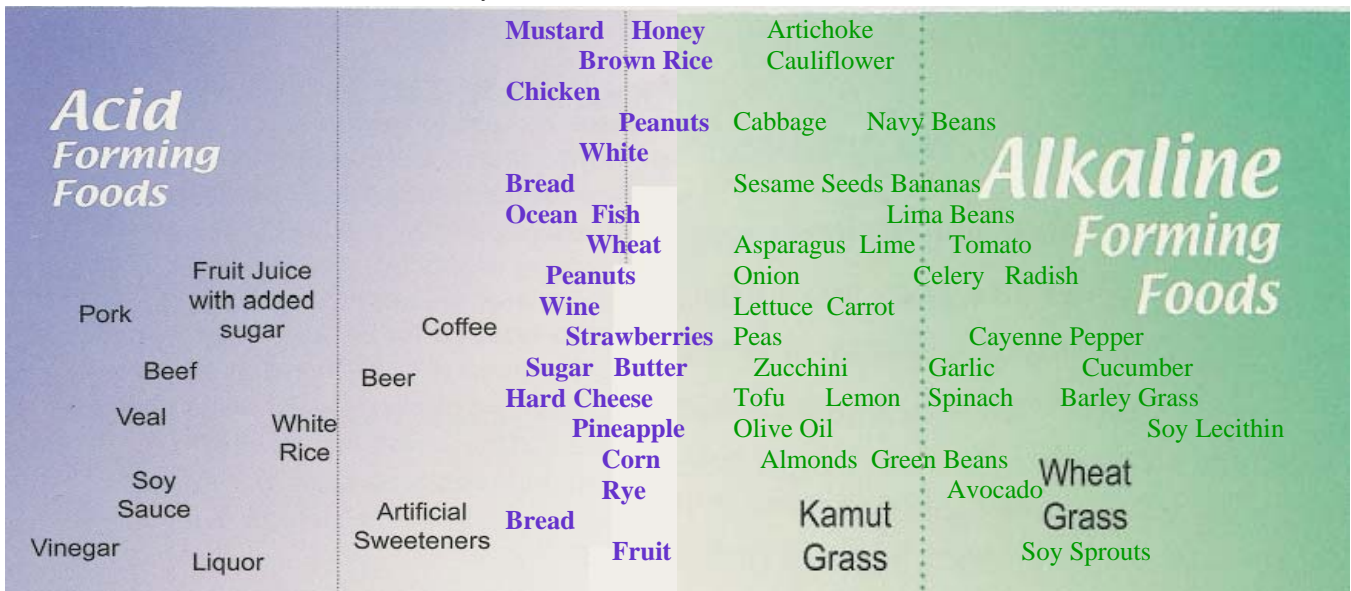 Mustard Honey Artichoke
Brown Rice Cauliflower
Chicken
Acid
Forming
Foods
Peanuts Cabbage Navy Beans
White
Alkaline
Forming
Foods
Bread Sesame Seeds Bananas
Ocean Fish Lima Beans
Wheat Asparagus Lime Tomato
Peanuts Onion Celery Radish
Fruit Juice
with added
sugar
Pork
Wine Lettuce Carrot
Coffee
Strawberries Peas Cayenne Pepper
Beef
Beer
Sugar Butter Zucchini Garlic Cucumber
Veal
White
Rice
Hard Cheese Tofu Lemon Spinach Barley Grass
Pineapple Olive Oil Soy Lecithin
Corn Almonds Green Beans
Soy
Sauce
Rye Avocado
Wheat
Grass
Artificial
Sweeteners
Bread
Kamut
Grass
Vinegar
Liquor
Fruit Soy Sprouts